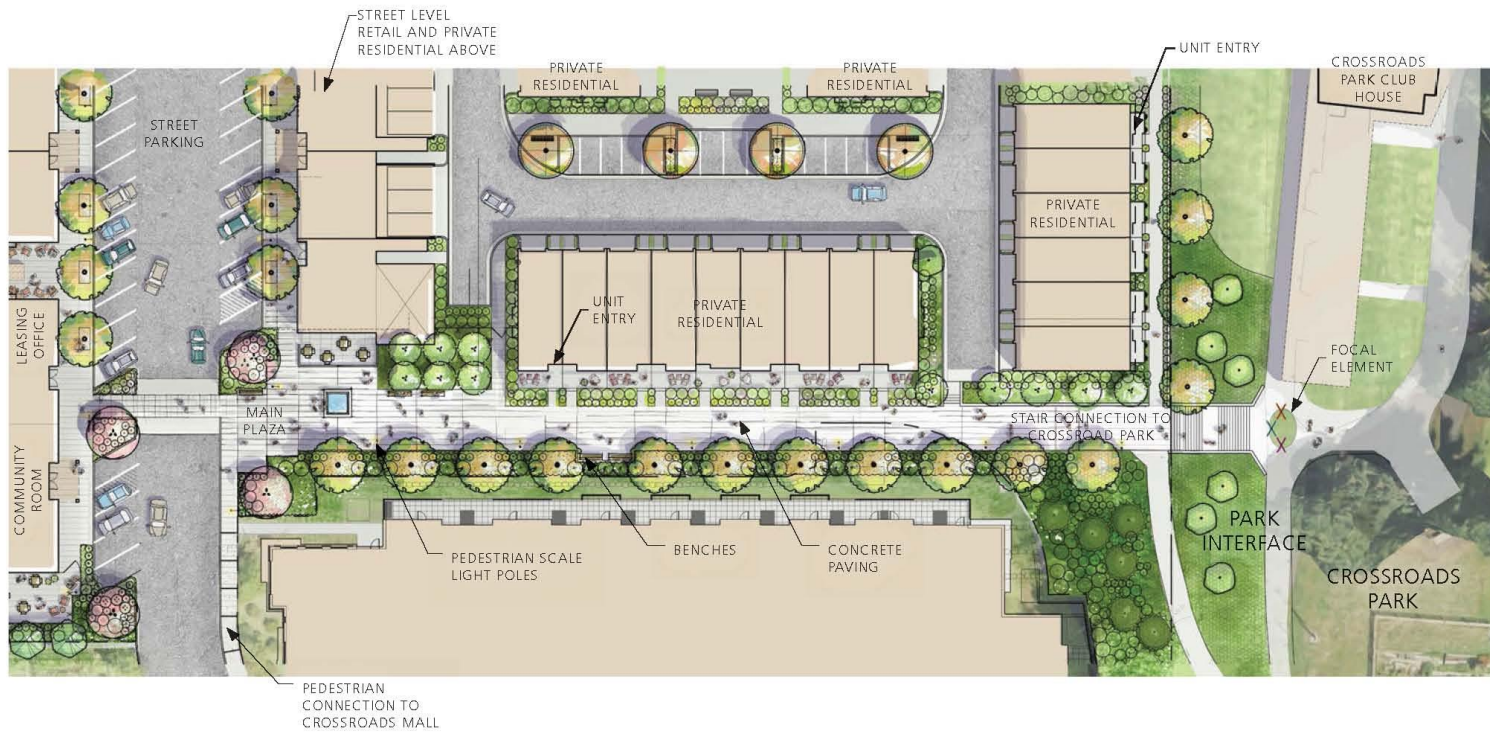 STREET LEVEL
RETAIL AND PRIVATE
RESIDENTIAL ABOVE
UNIT ENTRY
PRIVATE
RESIDENTIAL
PRIVATE
RESIDENTIAL
CROSSROADS
PARK CLUB
HOUSE
STREET
PARKING
PRIVATE
RESIDENTIAL
LEASING
OFFICE
UNIT
ENTRY
PRIVATE
RESIDENTIAL
FOCAL
ELEMENT
MAIN
PLAZA
STAIR CONNECTION TO
CROSSROAD PARK
COMMUNITY
ROOM
PEDESTRIAN SCALE
LIGHT POLES
BENCHES
CONCRETE
PAVING
PARK
INTERFACE
CROSSROADS
PARK
PEDESTRIAN
CONNECTION TO
CROSSROADS MALL